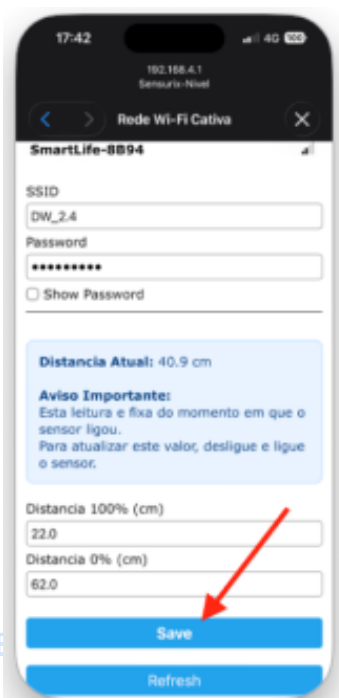 17:42
4G 100
192.168.4.1
Sensurix-Nivel
Rede Wi-Fi Cativa
SmartLife-8B94
SSID
DW_2.4
Password
•••••••••
Show Password
Distancia Atual: 40.9 cm
Aviso Importante:
Esta leitura e fixa do momento em que o
sensor ligou.
Para atualizar este valor, desligue e ligue
o sensor.
Distancia 100% (cm)
22.0
Distancia 0% (cm)
62.0
Save
Refresh